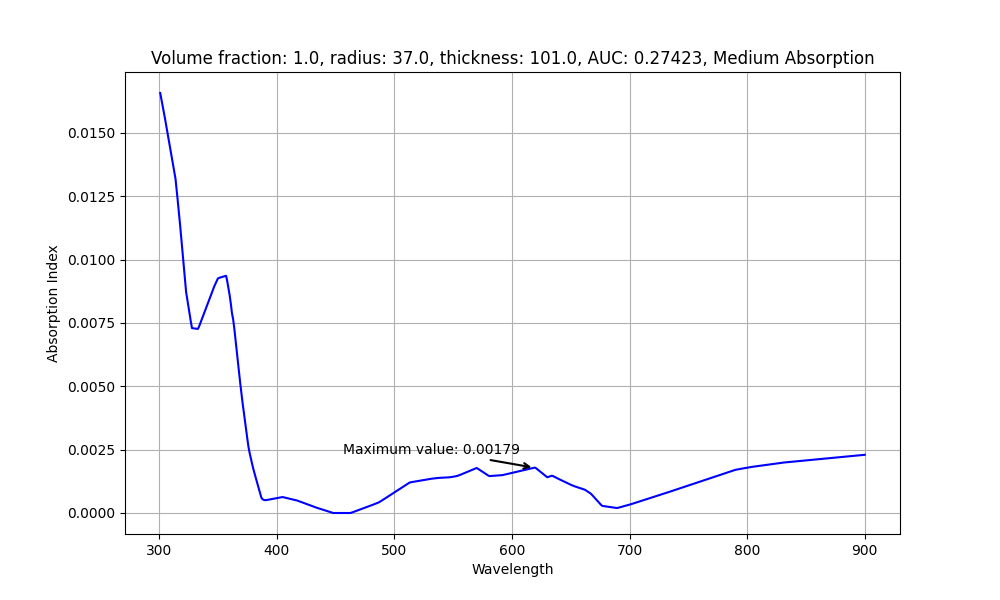 Volume fraction: 1.0, radius: 37.0, thickness: 101.0, AUC: 0.27423, Medium Absorption
0.0150
0.0125
0.0100
0.0075
0.0050
0.0025
0.0000
Absorption Index
Maximum value: 0.00179
300 400 500 600 700 800 900
Wavelength